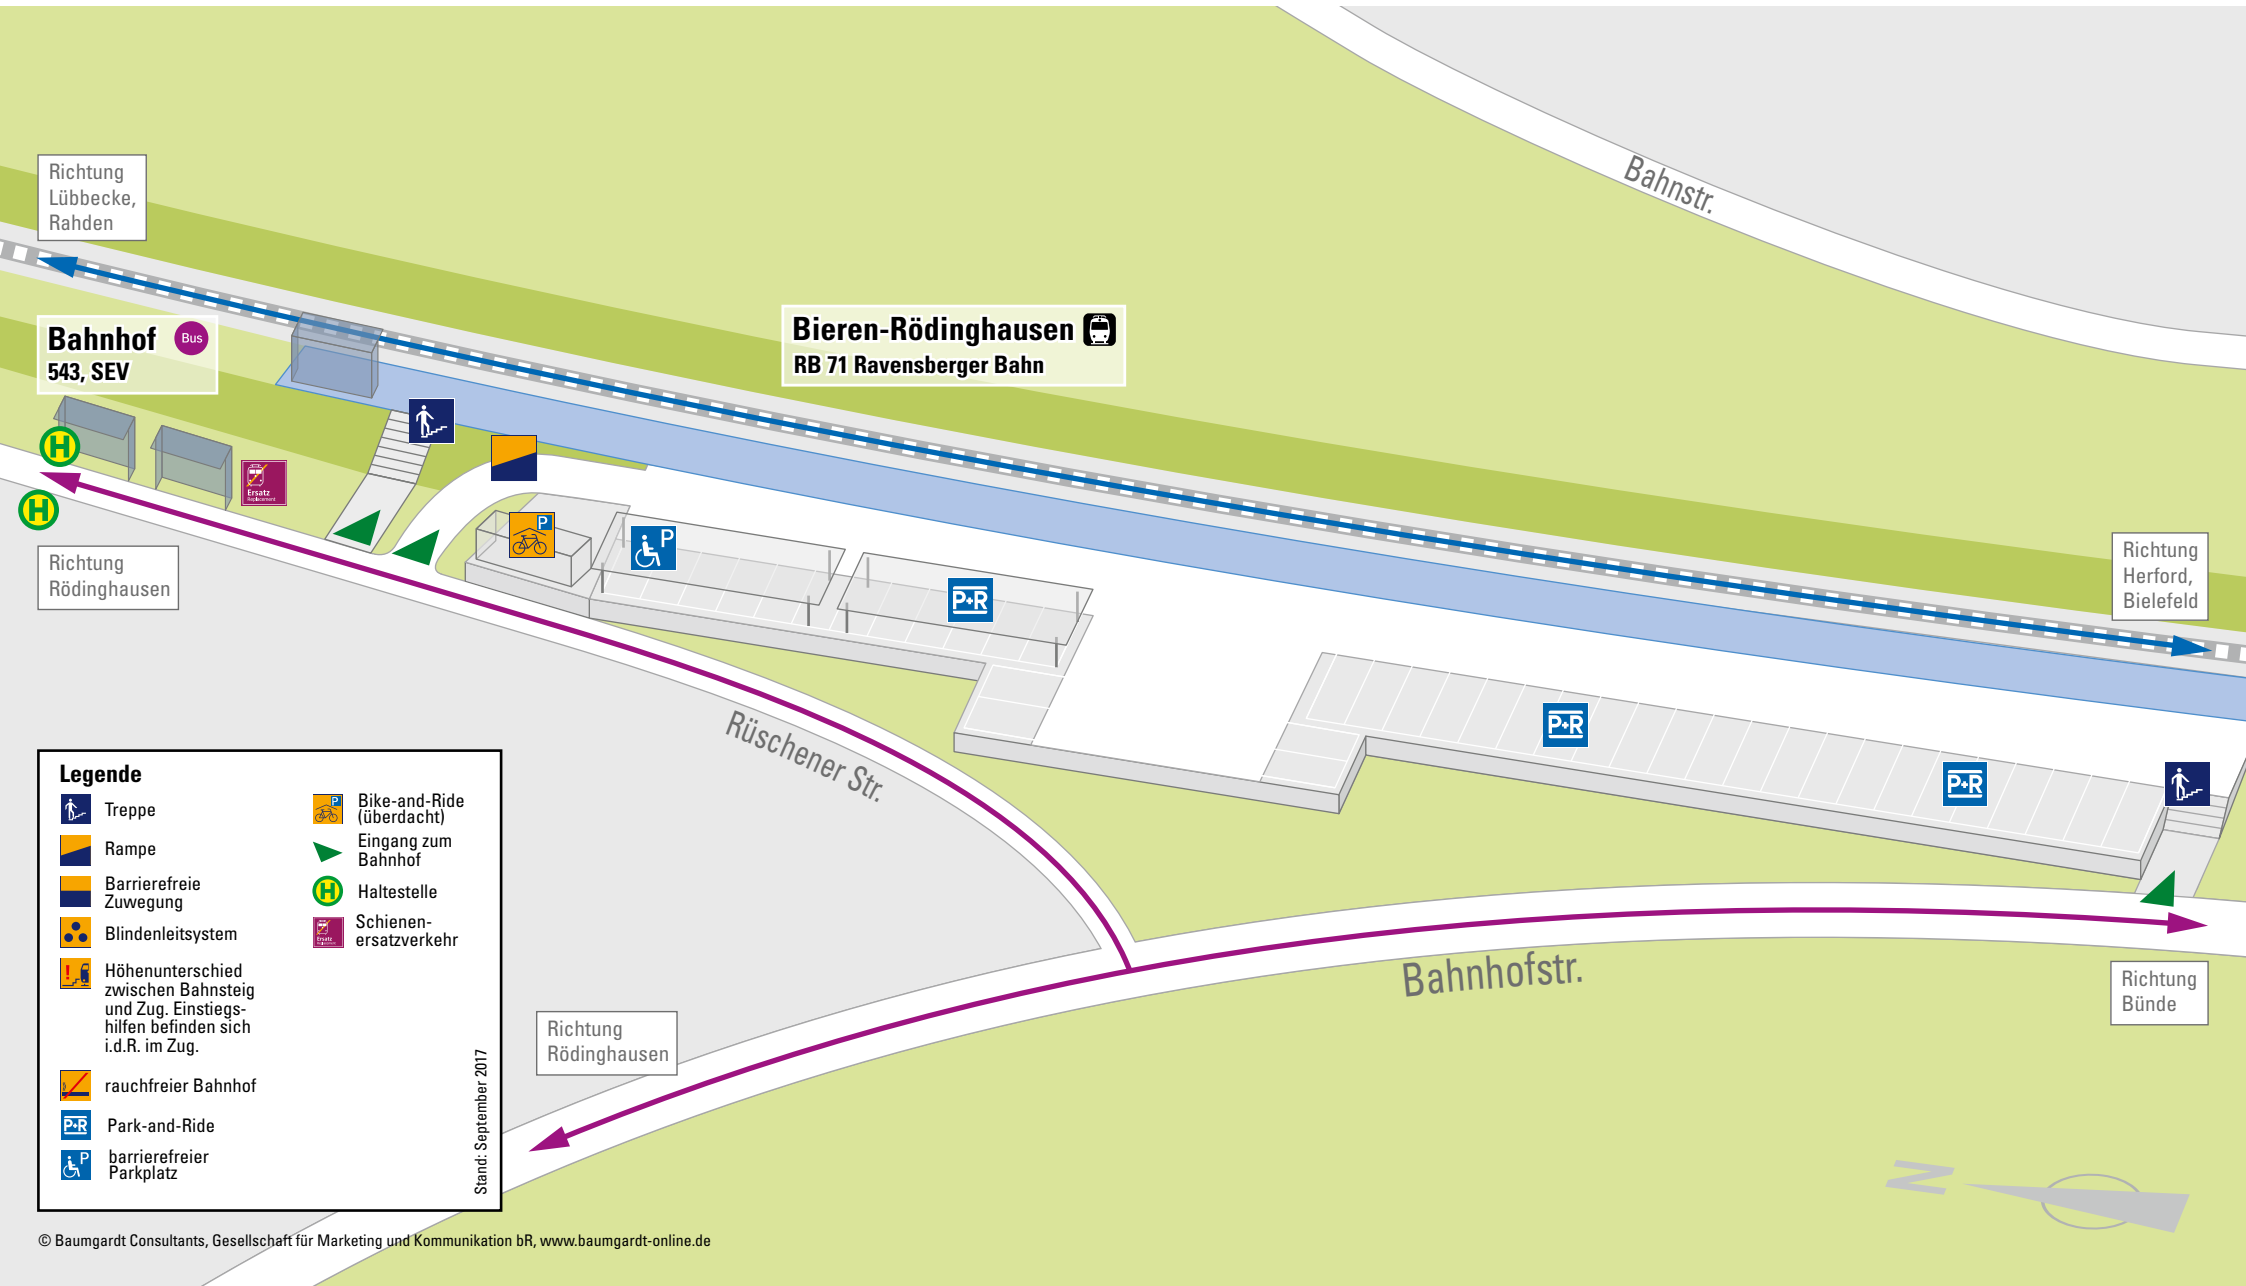 Bahnstr.
Richtung
Lübbecke,
Rahden
Bahnhof
Bus
543, SEV
Bieren-Rödinghausen
RB 71 Ravensberger Bahn
H
H
Ersatz
Replacement
Richtung
Rödinghausen
P
P
P+R
Richtung
Herford,
Bielefeld
Rüschener Str.
P+R
P+R
Bahnhofstr.
Richtung
Bünde
Richtung
Rödinghausen
Legende
Treppe
Rampe
Barrierefreie
Zuwegung
Blindenleitsystem
!
Höhenunterschied
zwischen Bahnsteig
und Zug. Einstiegs-
hilfen befinden sich
i.d.R. im Zug.
rauchfreier Bahnhof
P+R
Park-and-Ride
P
barrierefreier
Parkplatz
P
Bike-and-Ride
(überdacht)
Eingang zum
Bahnhof
H
Haltestelle
Ersatz
Replacement
Schienen-
ersatzverkehr
Stand: September 2017
N
© Baumgardt Consultants, Gesellschaft für Marketing und Kommunikation bR, www.baumgardt-online.de